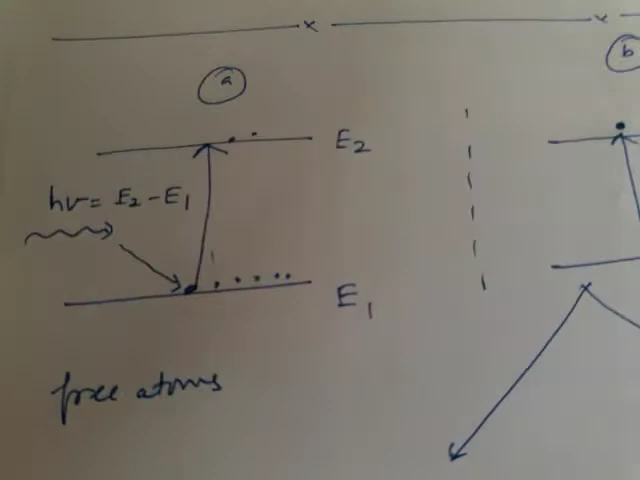 a
b
E2
hν = E2 - E1
E1
free atoms